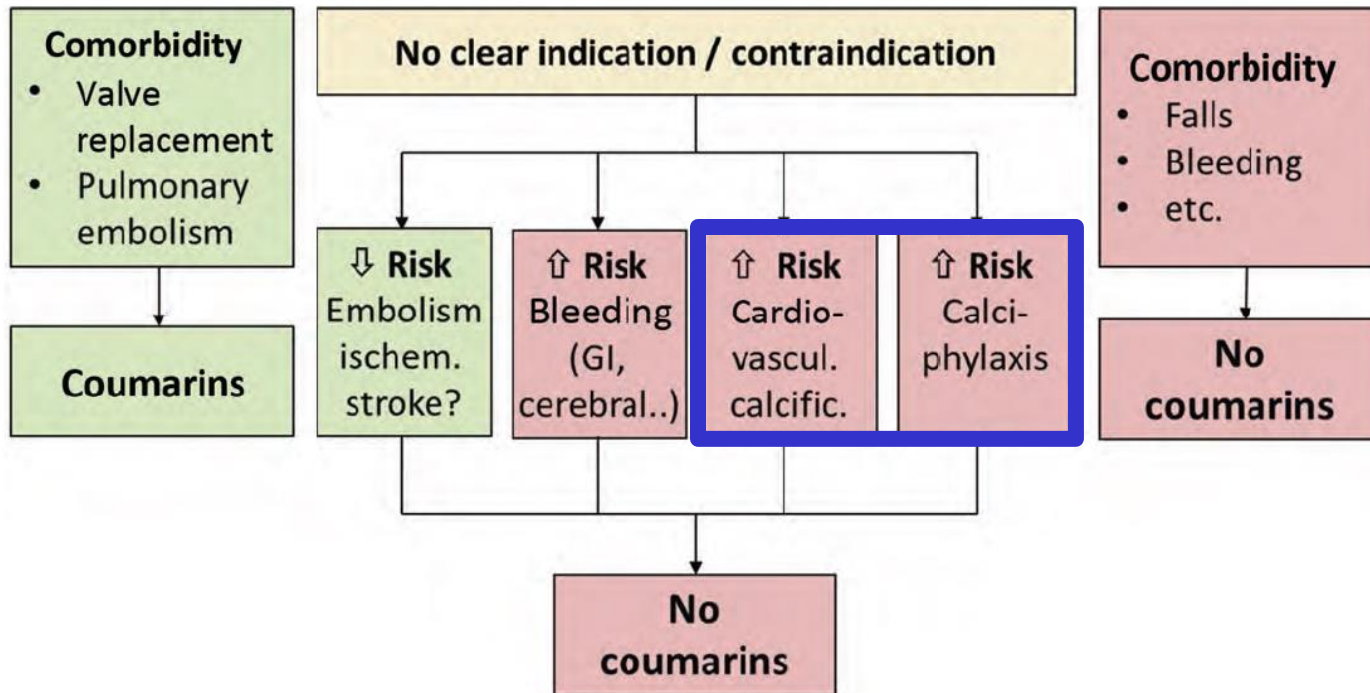 Comorbidity
• Valve
replacement
• Pulmonary
embolism
Coumarins
No clear indication / contraindication
⇩ Risk
Embolism
ischem.
stroke?
⇧ Risk
Bleeding
(GI,
cerebral..)
⇧ Risk
Cardio-
vascul.
calcific.
⇧ Risk
Calci-
phylaxis
No
coumarins
Comorbidity
• Falls
• Bleeding
• etc.
No
coumarins